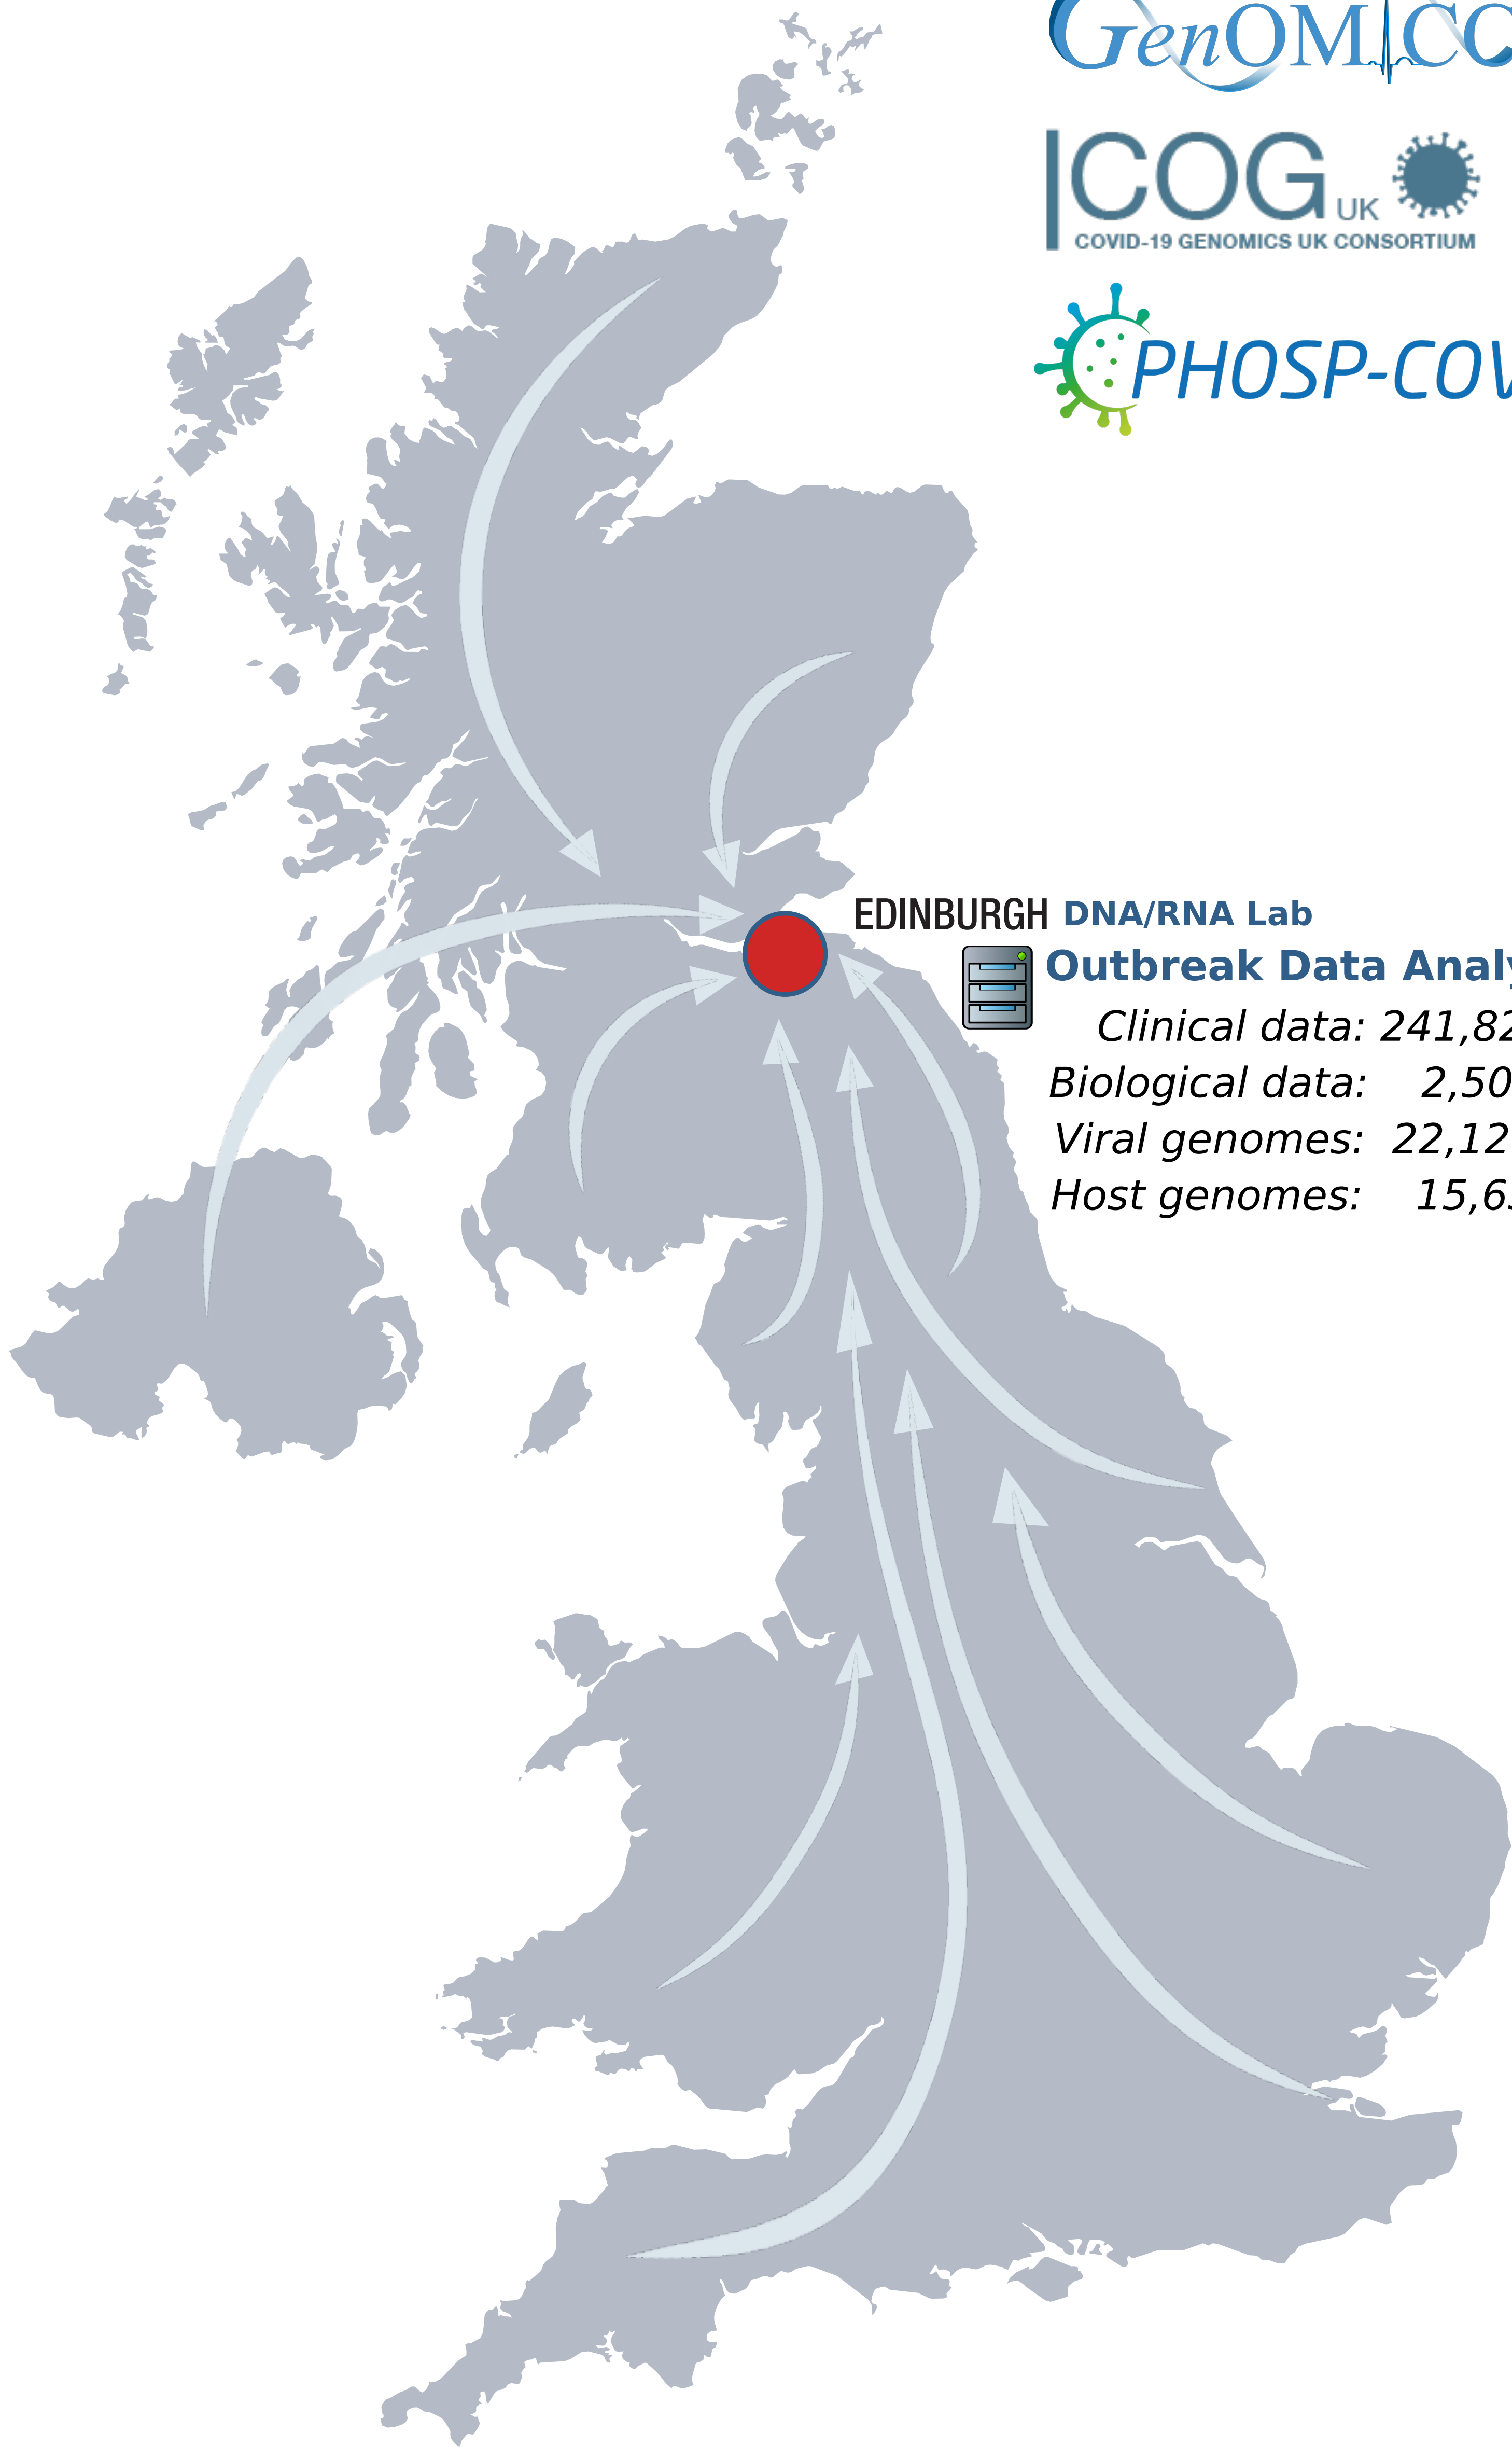 GenOMICC
COG UK
COVID-19 GENOMICS UK CONSORTIUM
PHOSP-COV
EDINBURGH DNA/RNA Lab
Outbreak Data Analy
Clinical data: 241,82
Biological data: 2,50
Viral genomes: 22,12
Host genomes: 15,6